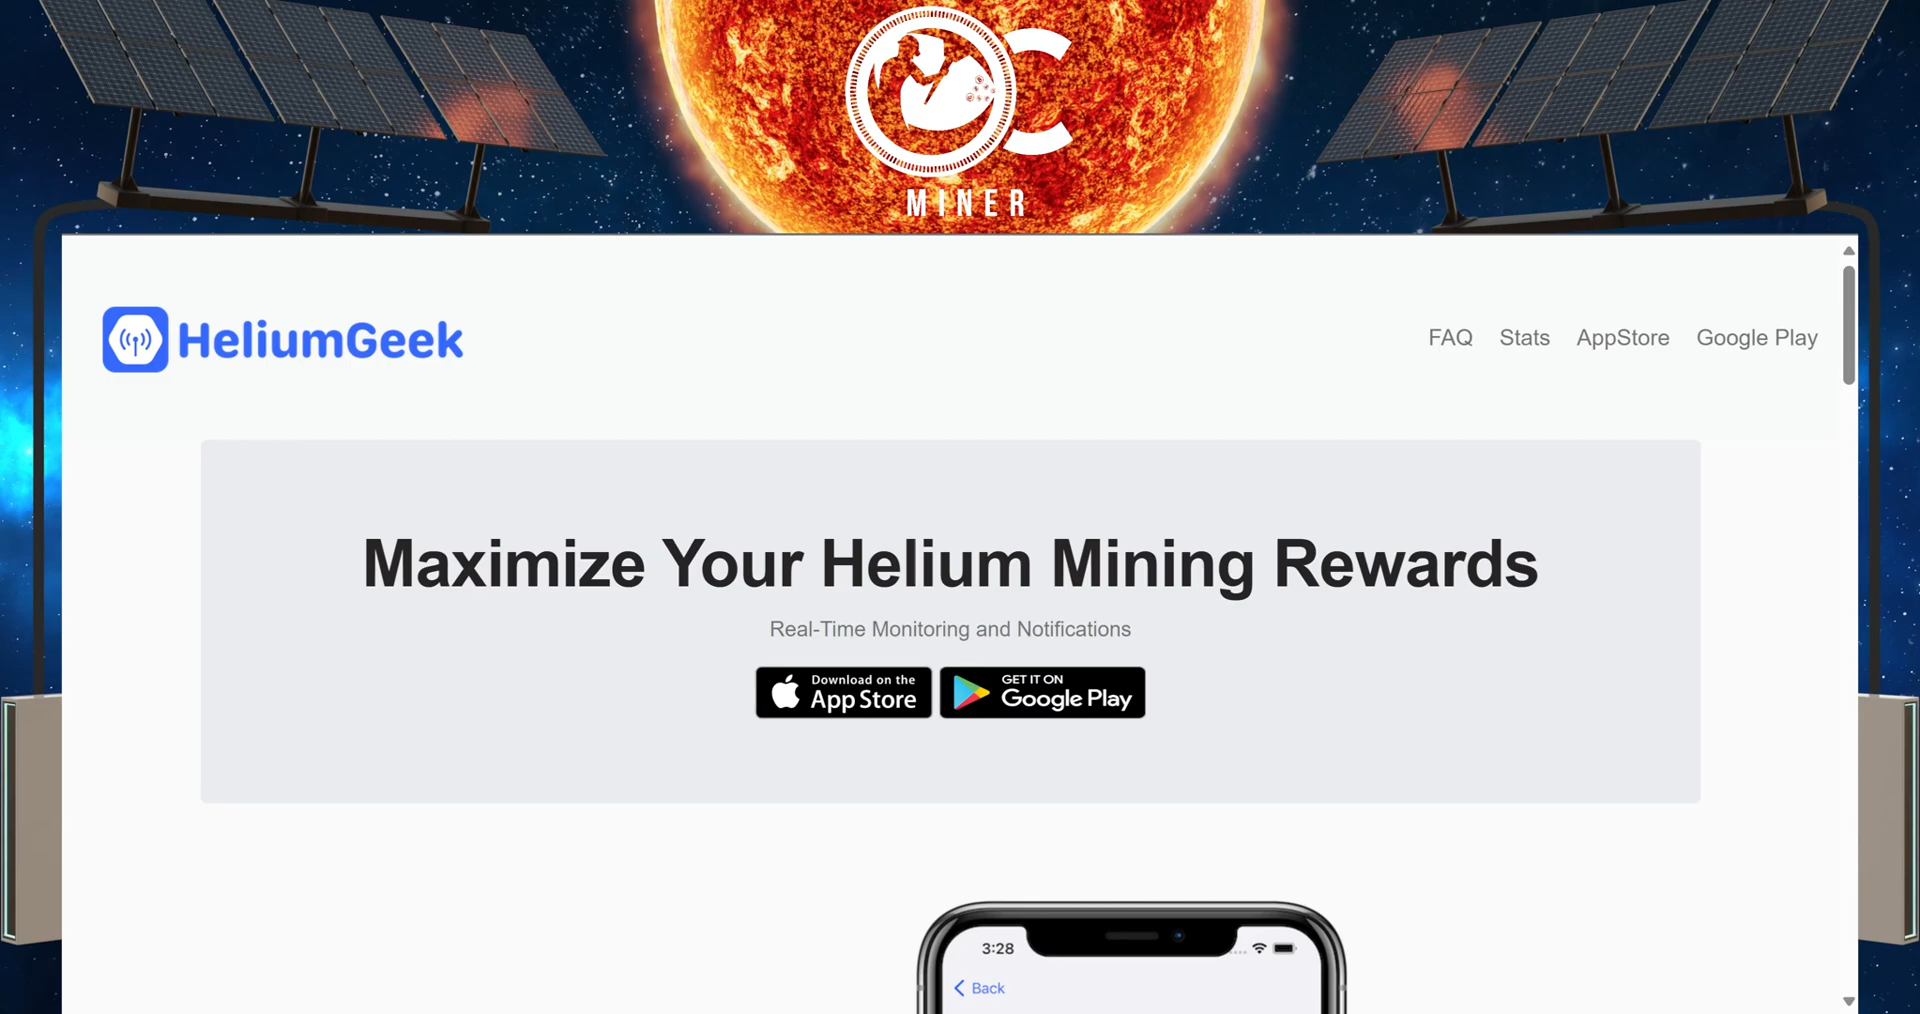 OC
MINER
HeliumGeek
FAQ Stats AppStore Google Play
Maximize Your Helium Mining Rewards
Real-Time Monitoring and Notifications
Download on the
App Store
GET IT ON
Google Play
3:28
Back